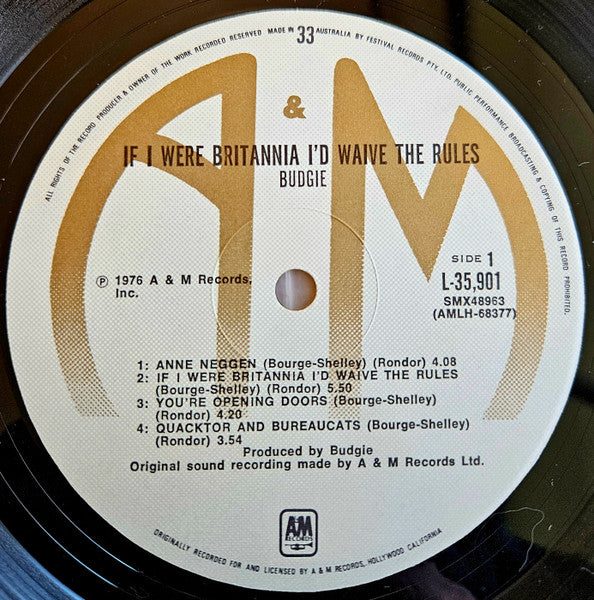 ALL RIGHTS OF THE RECORD PRODUCER & OWNER OF THE WORK RECORDED RESERVED MADE IN 33 AUSTRALIA BY FESTIVAL RECORDS PTY. LTD. PUBLIC PERFORMANCE BROADCASTING & COPYING OF THIS RECORD PROHIBITED.
A & M
IF I WERE BRITANNIA I'D WAIVE THE RULES
BUDGIE
SIDE 1
℗ 1976 A & M Records, Inc.
L-35,901
SMX48963
(AMLH-68377)
1: ANNE NEGGEN (Bourge-Shelley) (Rondor) 4.08
2: IF I WERE BRITANNIA I'D WAIVE THE RULES
(Bourge-Shelley) (Rondor) 5.50
3: YOU'RE OPENING DOORS (Bourge-Shelley)
(Rondor) 4.20
4: QUACKTOR AND BUREAUCATS (Bourge-Shelley)
(Rondor) 3.54
Produced by Budgie
Original sound recording made by A & M Records Ltd.
AM
RECORDS
ORIGINALLY RECORDED FOR AND LICENSED BY A & M RECORDS, HOLLYWOOD CALIFORNIA